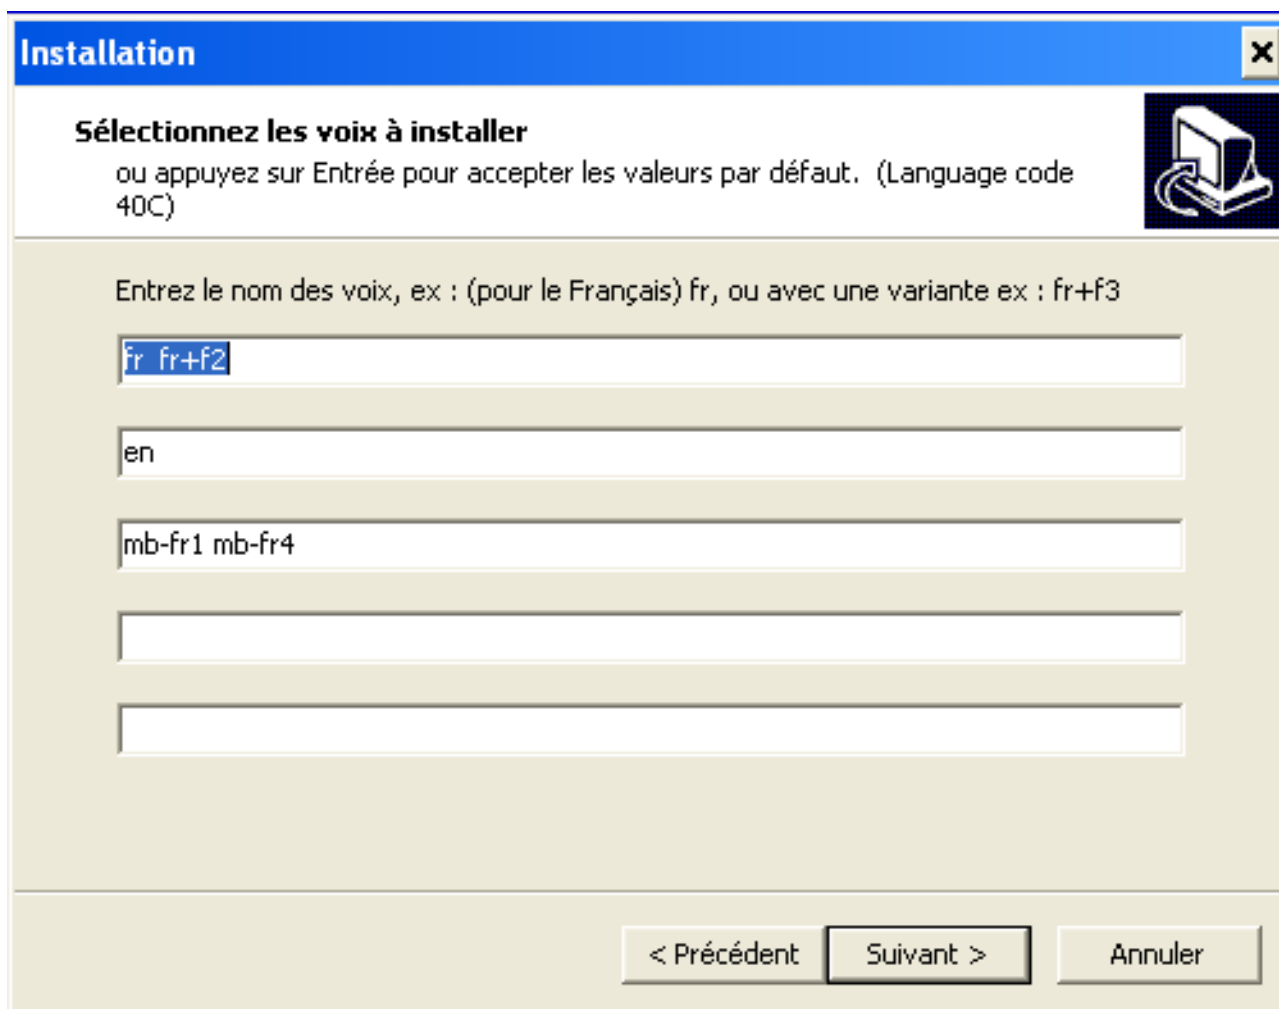 Installation
Sélectionnez les voix à installer
ou appuyez sur Entrée pour accepter les valeurs par défaut. (Language code
40C)
Entrez le nom des voix, ex : (pour le Français) fr, ou avec une variante ex : fr+f3
fr fr+f2
en
mb-fr1 mb-fr4
< Précédent
Suivant >
Annuler